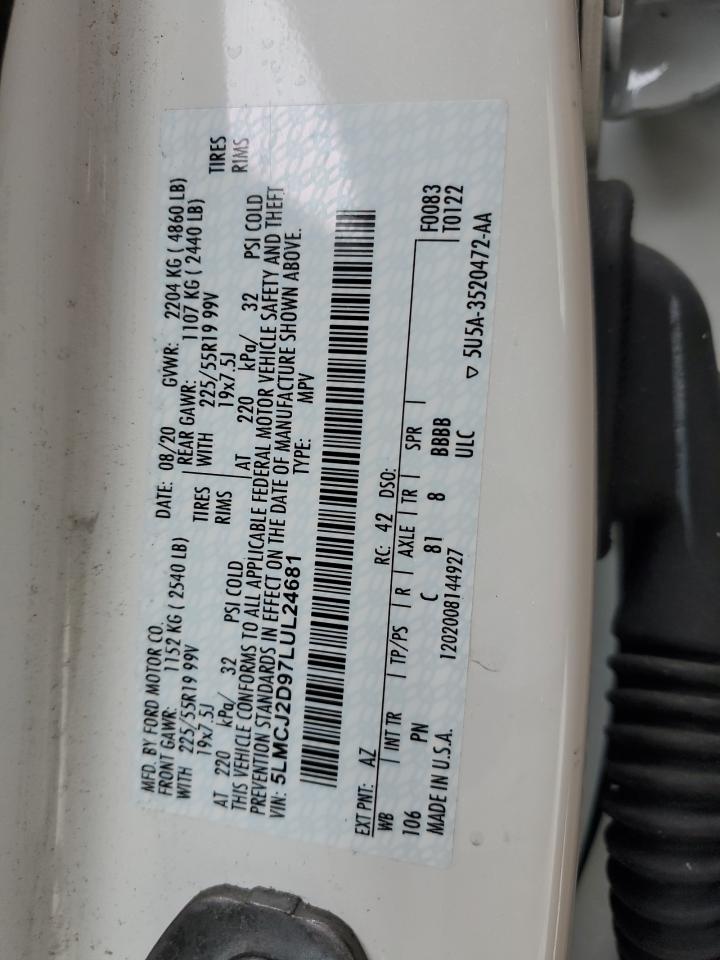 MFD. BY FORD MOTOR CO.
DATE: 08/20 GVWR: 2204 KG ( 4860 LB)
FRONT GAWR: 1152 KG ( 2540 LB) REAR GAWR: 1107 KG ( 2440 LB)
WITH 225/55R19 99V TIRES WITH 225/55R19 99V TIRES
19x7.5J RIMS 19x7.5J RIMS
AT 220 kPa/ 32 PSI COLD AT 220 kPa/ 32 PSI COLD
THIS VEHICLE CONFORMS TO ALL APPLICABLE FEDERAL MOTOR VEHICLE SAFETY AND THEFT
PREVENTION STANDARDS IN EFFECT ON THE DATE OF MANUFACTURE SHOWN ABOVE.
VIN: 5LMCJ2D97LUL24681 TYPE: MPV
EXT PNT: AZ RC: 42 DSO: F0083
WB INT TR TP/PS R AXLE TR SPR T0122
106 PN C 81 8 BBBB
MADE IN U.S.A. 1202008144927 ULC
▽ 5U5A-3520472-AA